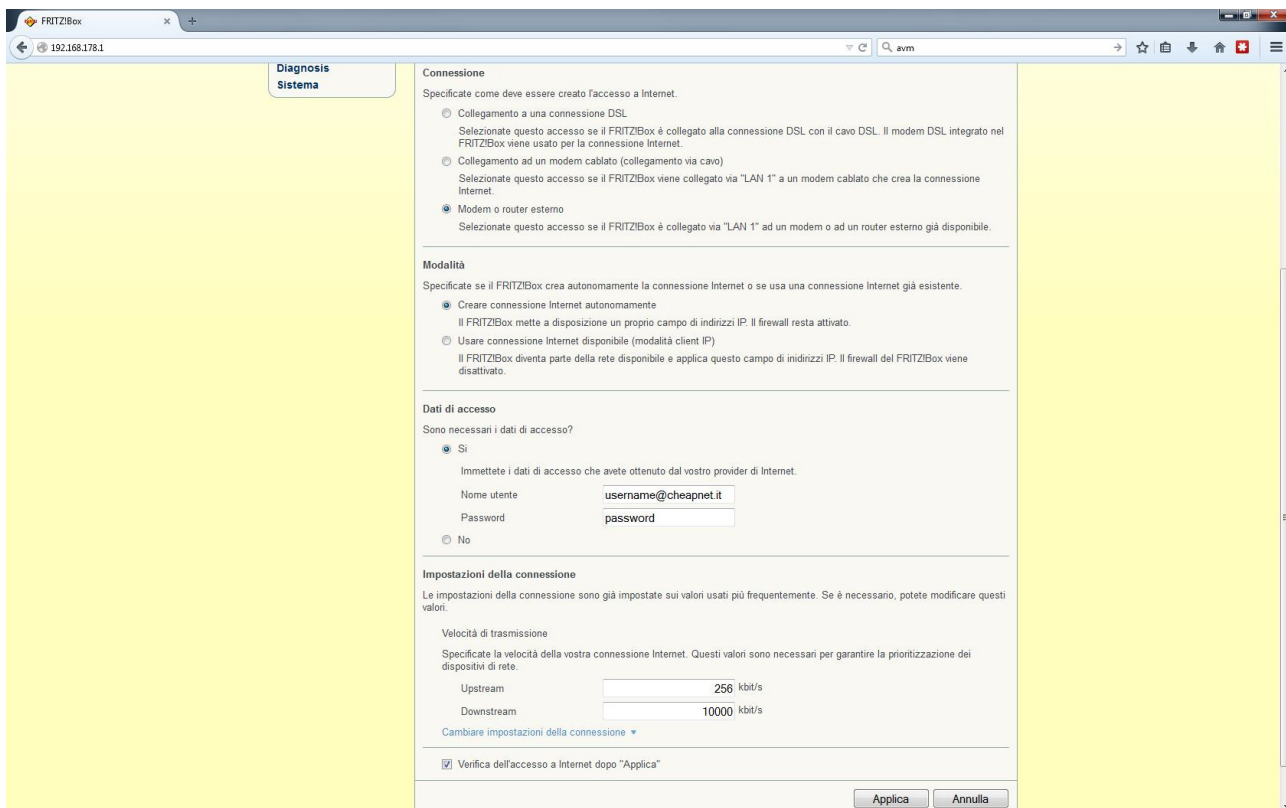 FRITZ!Box
192.168.178.1
avm
Diagnosis
Sistema
Connessione
Specificate come deve essere creato l'accesso a Internet.
Collegamento a una connessione DSL
Selezionate questo accesso se il FRITZ!Box è collegato alla connessione DSL con il cavo DSL. Il modem DSL integrato nel
FRITZ!Box viene usato per la connessione Internet.
Collegamento ad un modem cablato (collegamento via cavo)
Selezionate questo accesso se il FRITZ!Box viene collegato via "LAN 1" a un modem cablato che crea la connessione
Internet.
Modem o router esterno
Selezionate questo accesso se il FRITZ!Box è collegato via "LAN 1" ad un modem o ad un router esterno già disponibile.
Modalità
Specificate se il FRITZ!Box crea autonomamente la connessione Internet o se usa una connessione Internet già esistente.
Creare connessione Internet autonomamente
Il FRITZ!Box mette a disposizione un proprio campo di indirizzi IP. Il firewall resta attivato.
Usare connessione Internet disponibile (modalità client IP)
Il FRITZ!Box diventa parte della rete disponibile e applica questo campo di inidirizzi IP. Il firewall del FRITZ!Box viene
disattivato.
Dati di accesso
Sono necessari i dati di accesso?
Si
Immettete i dati di accesso che avete ottenuto dal vostro provider di Internet.
Nome utente username@cheapnet.it
Password password
No
Impostazioni della connessione
Le impostazioni della connessione sono già impostate sui valori usati più frequentemente. Se è necessario, potete modificare questi
valori.
Velocità di trasmissione
Specificate la velocità della vostra connessione Internet. Questi valori sono necessari per garantire la prioritizzazione dei
dispositivi di rete.
Upstream 256 kbit/s
Downstream 10000 kbit/s
Cambiare impostazioni della connessione
Verifica dell'accesso a Internet dopo "Applica"
Applica Annulla